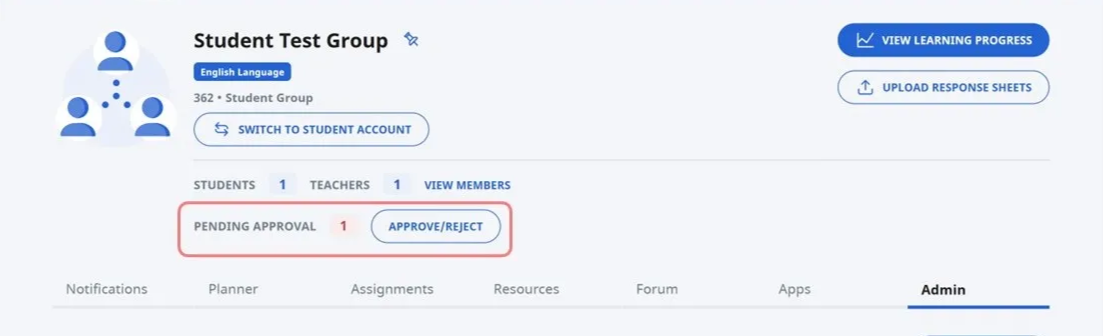 Student Test Group
English Language
362 • Student Group
SWITCH TO STUDENT ACCOUNT
VIEW LEARNING PROGRESS
UPLOAD RESPONSE SHEETS
STUDENTS 1 TEACHERS 1 VIEW MEMBERS
PENDING APPROVAL 1 APPROVE/REJECT
Notifications Planner Assignments Resources Forum Apps Admin